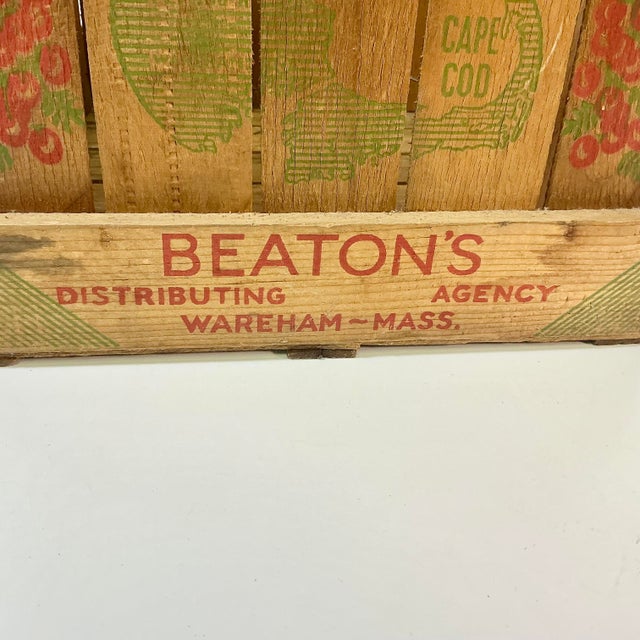 CAPE
COD
BEATON'S
DISTRIBUTING AGENCY
WAREHAM~MASS.